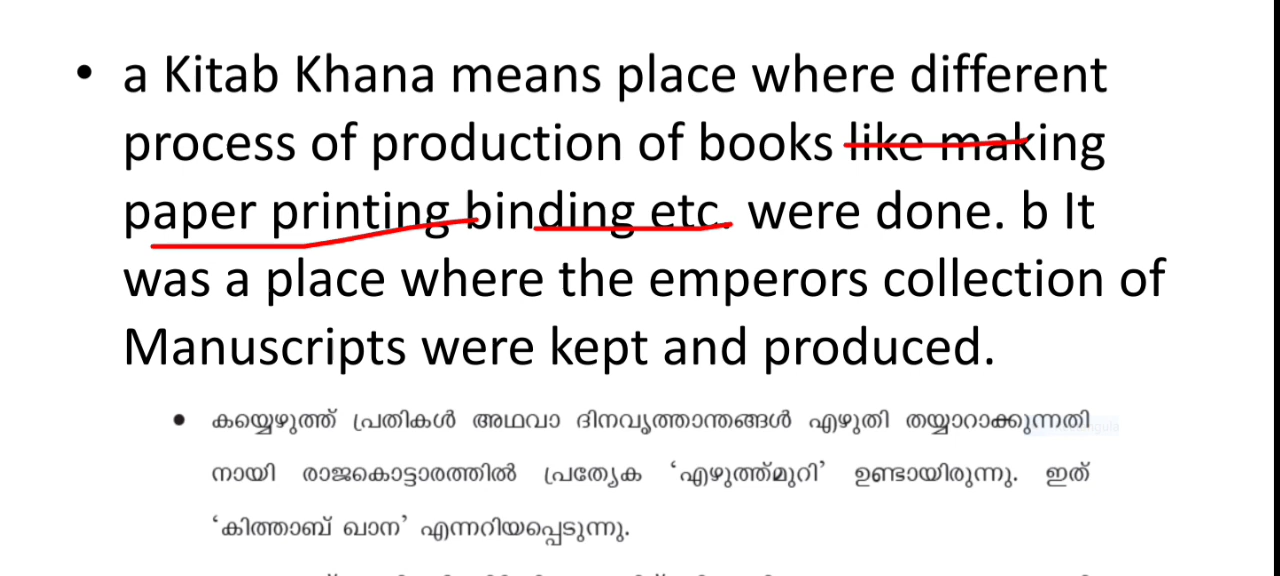 • a Kitab Khana means place where different
process of production of books like making
paper printing binding etc. were done. b It
was a place where the emperors collection of
Manuscripts were kept and produced.
• കയ്യെഴുത്ത് പ്രതികൾ അഥവാ ദിനവൃത്താന്തങ്ങൾ എഴുതി തയ്യാറാക്കുന്നതി
നായി രാജകൊട്ടാരത്തിൽ പ്രത്യേക ‘എഴുത്ത്മുറി’ ഉണ്ടായിരുന്നു. ഇത്
‘കിത്താബ് ഖാന’ എന്നറിയപ്പെടുന്നു.